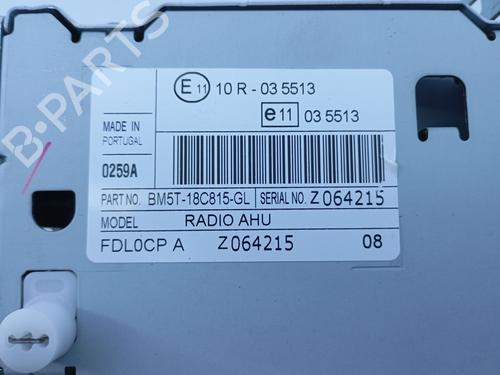 B-PARTS
E 11 10 R - 03 5513
e 11 03 5513
MADE IN
PORTUGAL
0259A
PART NO. BM5T-18C815-GL SERIAL NO. Z064215
MODEL RADIO AHU
FDL0CP A Z064215 08